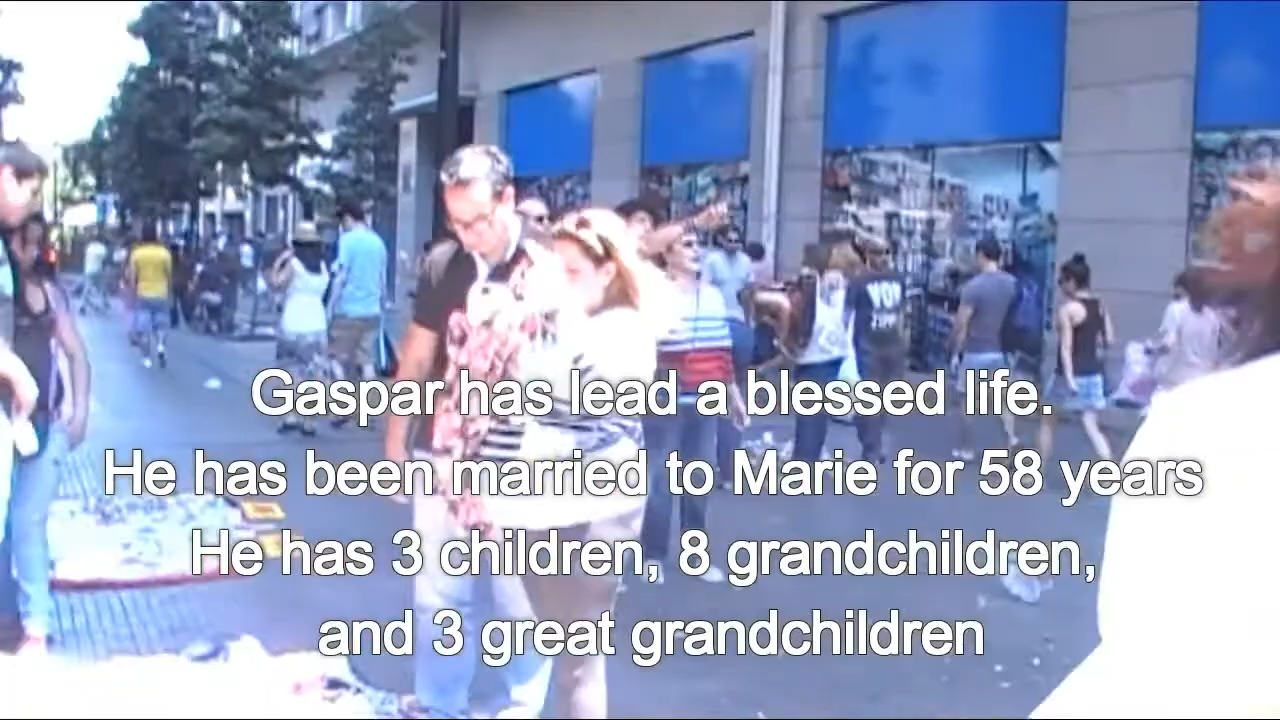 Gaspar has lead a blessed life.
He has been married to Marie for 58 years
He has 3 children, 8 grandchildren,
and 3 great grandchildren